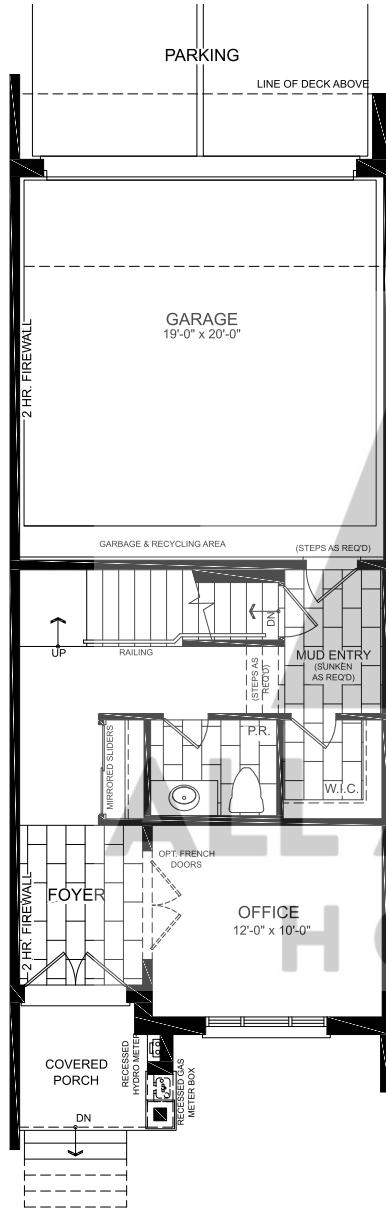 PARKING
LINE OF DECK ABOVE
GARAGE
19'-0" x 20'-0"
2 HR. FIREWALL
GARBAGE & RECYCLING AREA
(STEPS AS REQ'D)
DN
UP
RAILING
MUD ENTRY
(SUNKEN
AS REQ'D)
(STEPS AS
REQ'D)
P.R.
MIRRORED SLIDERS
W.I.C.
ALL A
OPT. FRENCH
DOORS
FOYER
2 HR. FIREWALL
OFFICE
12'-0" x 10'-0"
H
COVERED
PORCH
RECESSED
HYDRO METER
RECESSED GAS
METER BOX
DN